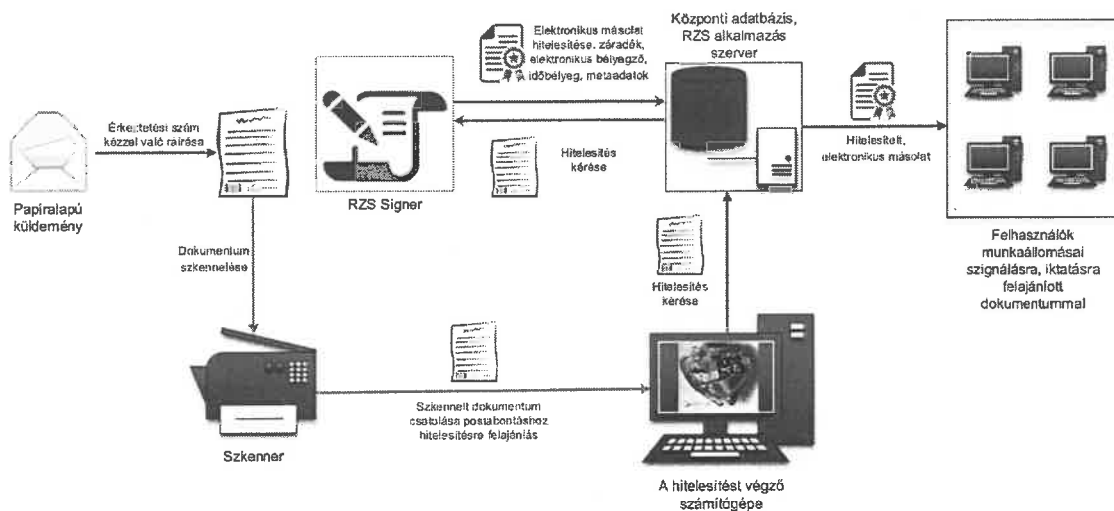 Papíralapú
küldemény
Érkeztetési szám
kézzel való ráírása
Dokumentum
szkennelése
Szkenner
RZS Signer
Elektronikus másolat
hitelesítése, záradék,
elektronikus bélyegző,
időbélyeg, metaadatok
Hitelesítés
kérése
Központi adatbázis,
RZS alkalmazás
szerver
Hitelesített,
elektronikus másolat
Felhasználók
munkaállomásai
szignálásra, iktatásra
felajánlott
dokumentummal
Hitelesítés
kérése
Szkennelt dokumentum
csatolása postabontáshoz
hitelesítésre felajánlás
A hitelesítést végző
számítógépe